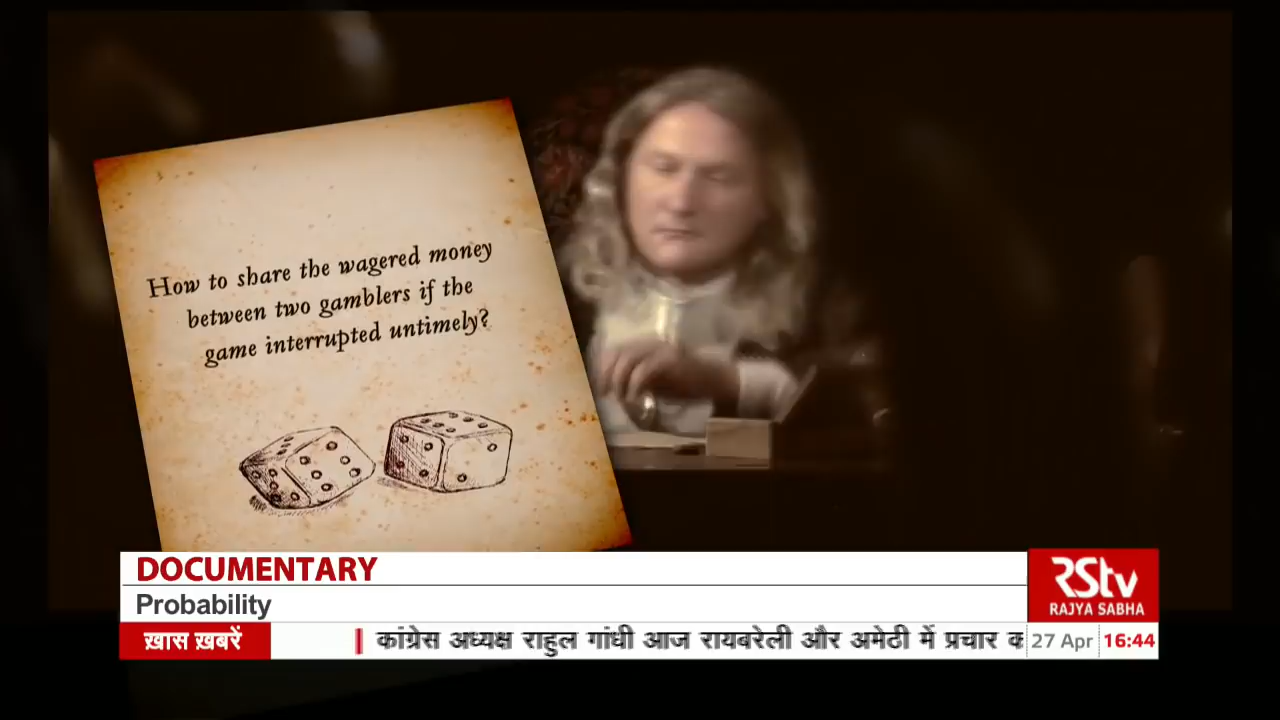 How to share the wagered money
between two gamblers if the
game interrupted untimely?
DOCUMENTARY
Probability
RSTV
RAJYA SABHA
ख़ास ख़बरें
कांग्रेस अध्यक्ष राहुल गांधी आज रायबरेली और अमेठी में प्रचार
27 Apr
16:44